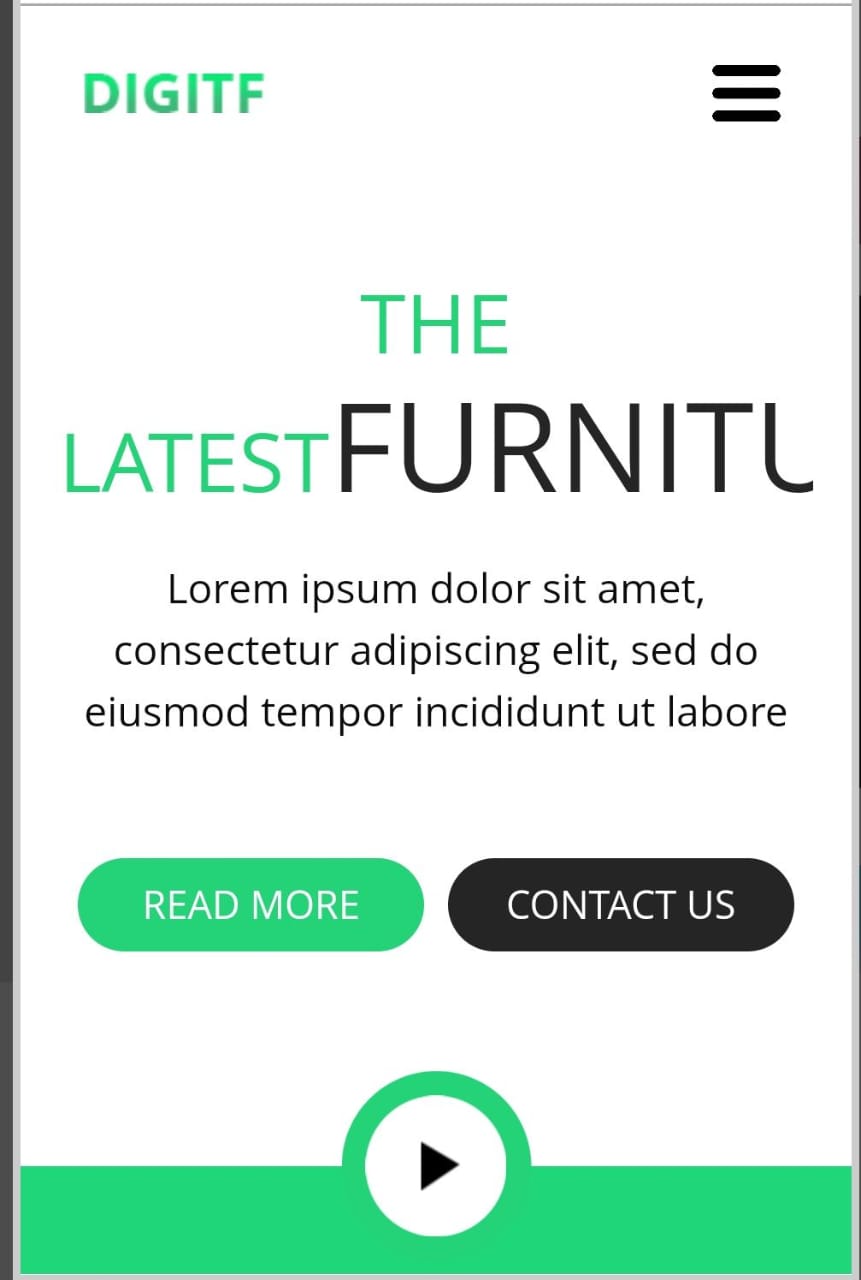 DIGITF
THE
LATESTFURNITU
Lorem ipsum dolor sit amet,
consectetur adipiscing elit, sed do
eiusmod tempor incididunt ut labore
READ MORE
CONTACT US